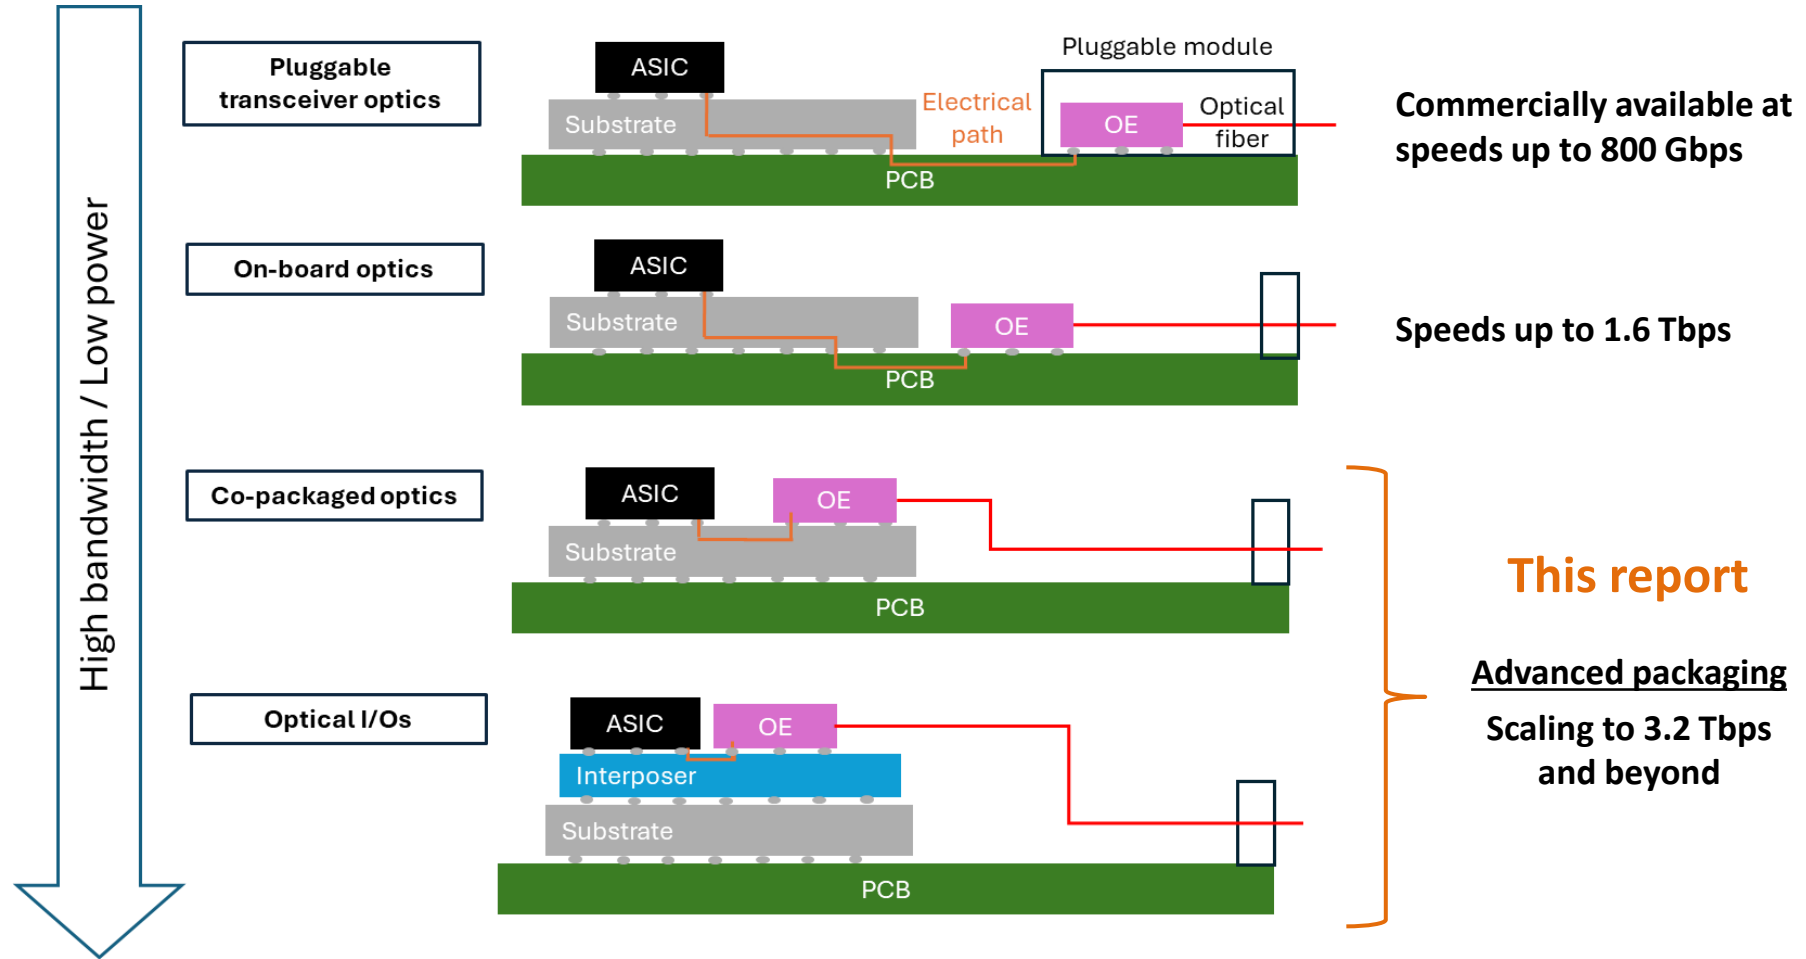 High bandwidth / Low power
Pluggable
transceiver optics
ASIC
Substrate
Electrical
path
Pluggable module
OE
Optical
fiber
PCB
Commercially available at
speeds up to 800 Gbps
On-board optics
ASIC
Substrate
OE
PCB
Speeds up to 1.6 Tbps
Co-packaged optics
ASIC
OE
Substrate
PCB
Optical I/Os
ASIC
OE
Interposer
Substrate
PCB
This report
Advanced packaging
Scaling to 3.2 Tbps
and beyond